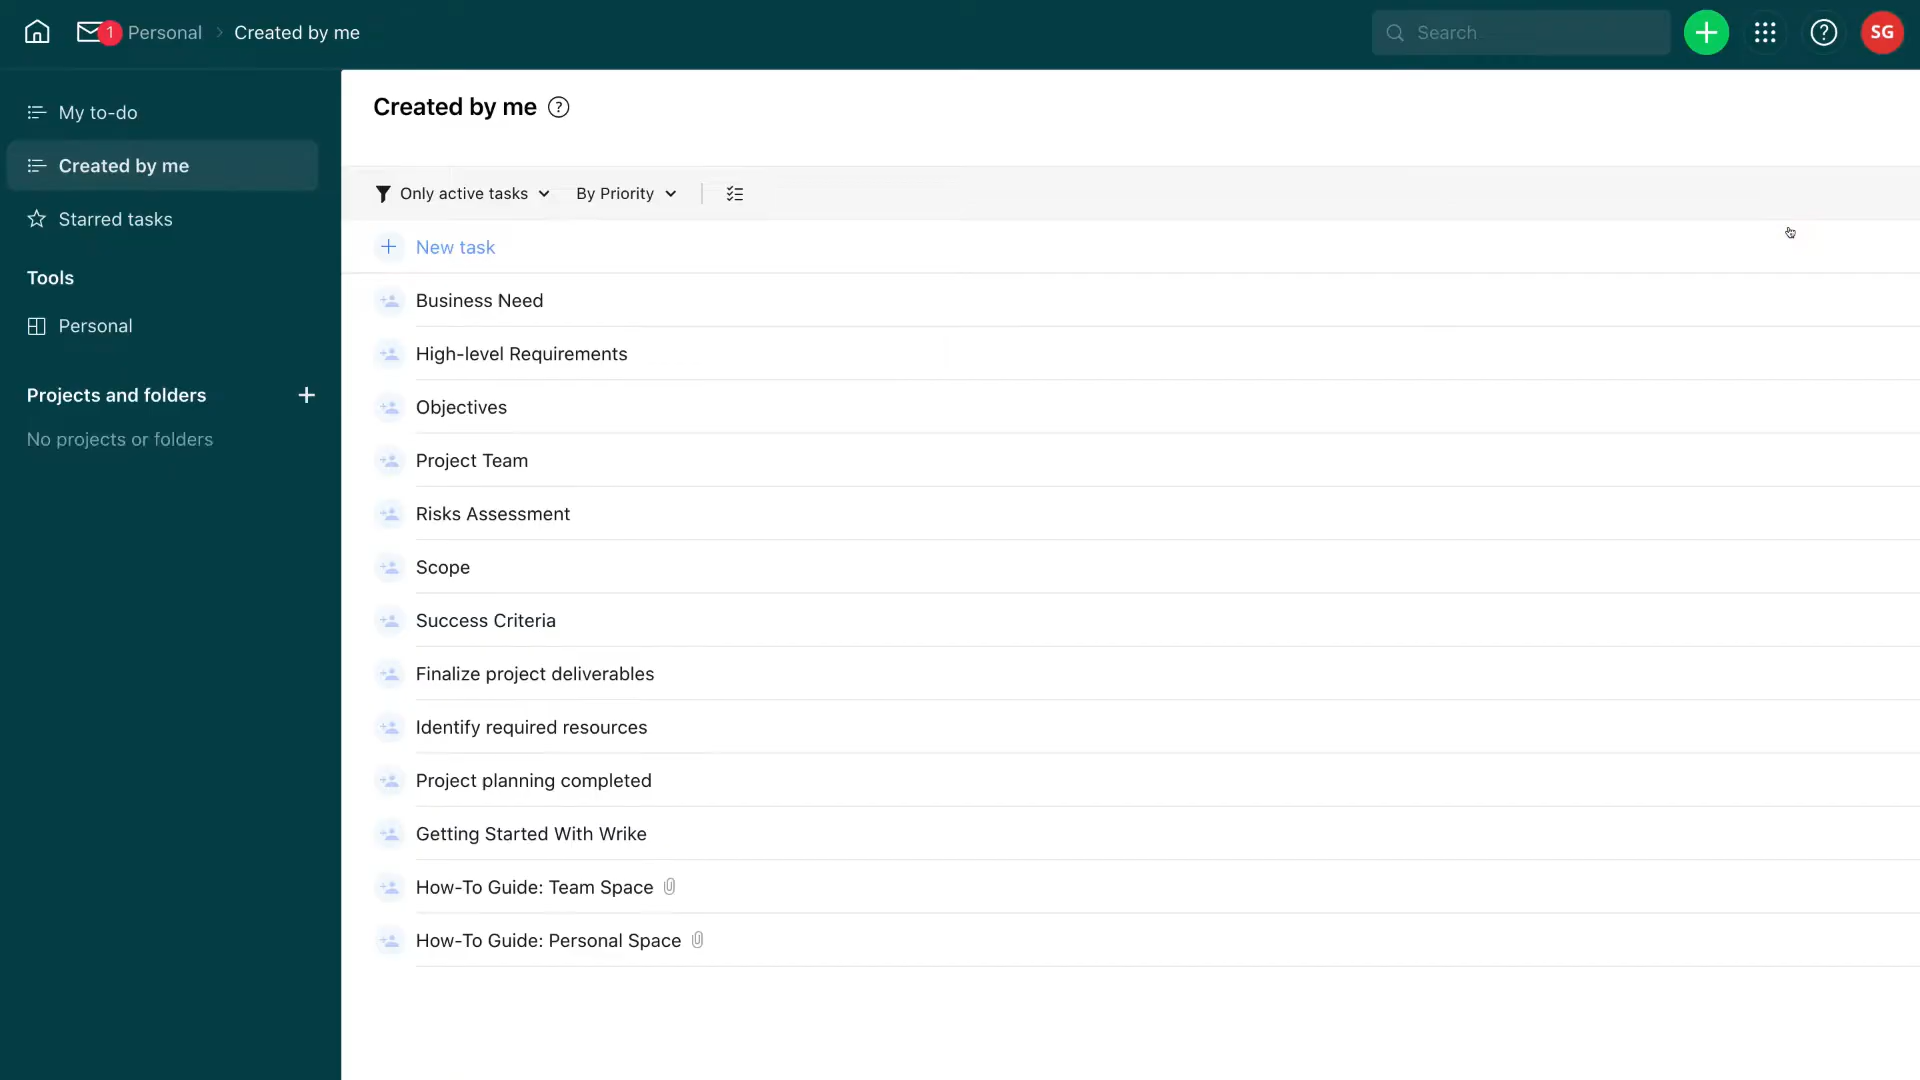 1
Personal
Created by me
Search
SG
My to-do
Created by me
Starred tasks
Tools
Personal
Projects and folders
No projects or folders
Created by me
Only active tasks
By Priority
New task
Business Need
High-level Requirements
Objectives
Project Team
Risks Assessment
Scope
Success Criteria
Finalize project deliverables
Identify required resources
Project planning completed
Getting Started With Wrike
How-To Guide: Team Space
How-To Guide: Personal Space